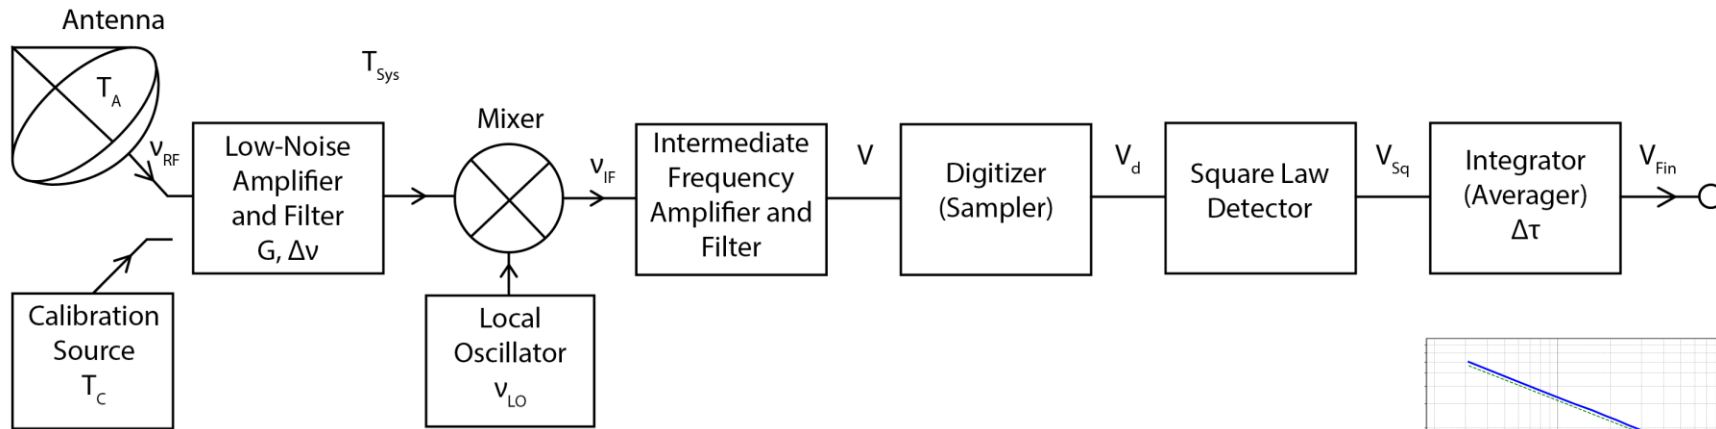 Antenna
T_A
ν_RF
T_Sys
Low-Noise
Amplifier
and Filter
G, Δν
Mixer
ν_IF
Intermediate
Frequency
Amplifier and
Filter
V
Digitizer
(Sampler)
V_d
Square Law
Detector
V_Sq
Integrator
(Averager)
Δτ
V_Fin
Calibration
Source
T_C
Local
Oscillator
ν_LO